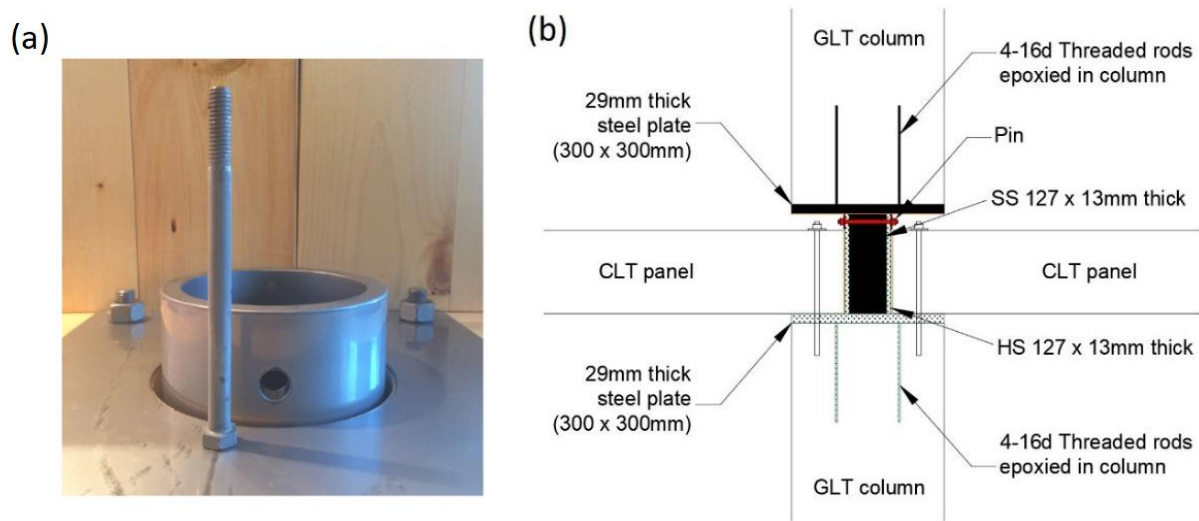 (a)
(b)
GLT column
4-16d Threaded rods
epoxied in column
29mm thick
steel plate
(300 x 300mm)
Pin
SS 127 x 13mm thick
CLT panel
CLT panel
HS 127 x 13mm thick
29mm thick
steel plate
(300 x 300mm)
4-16d Threaded rods
epoxied in column
GLT column